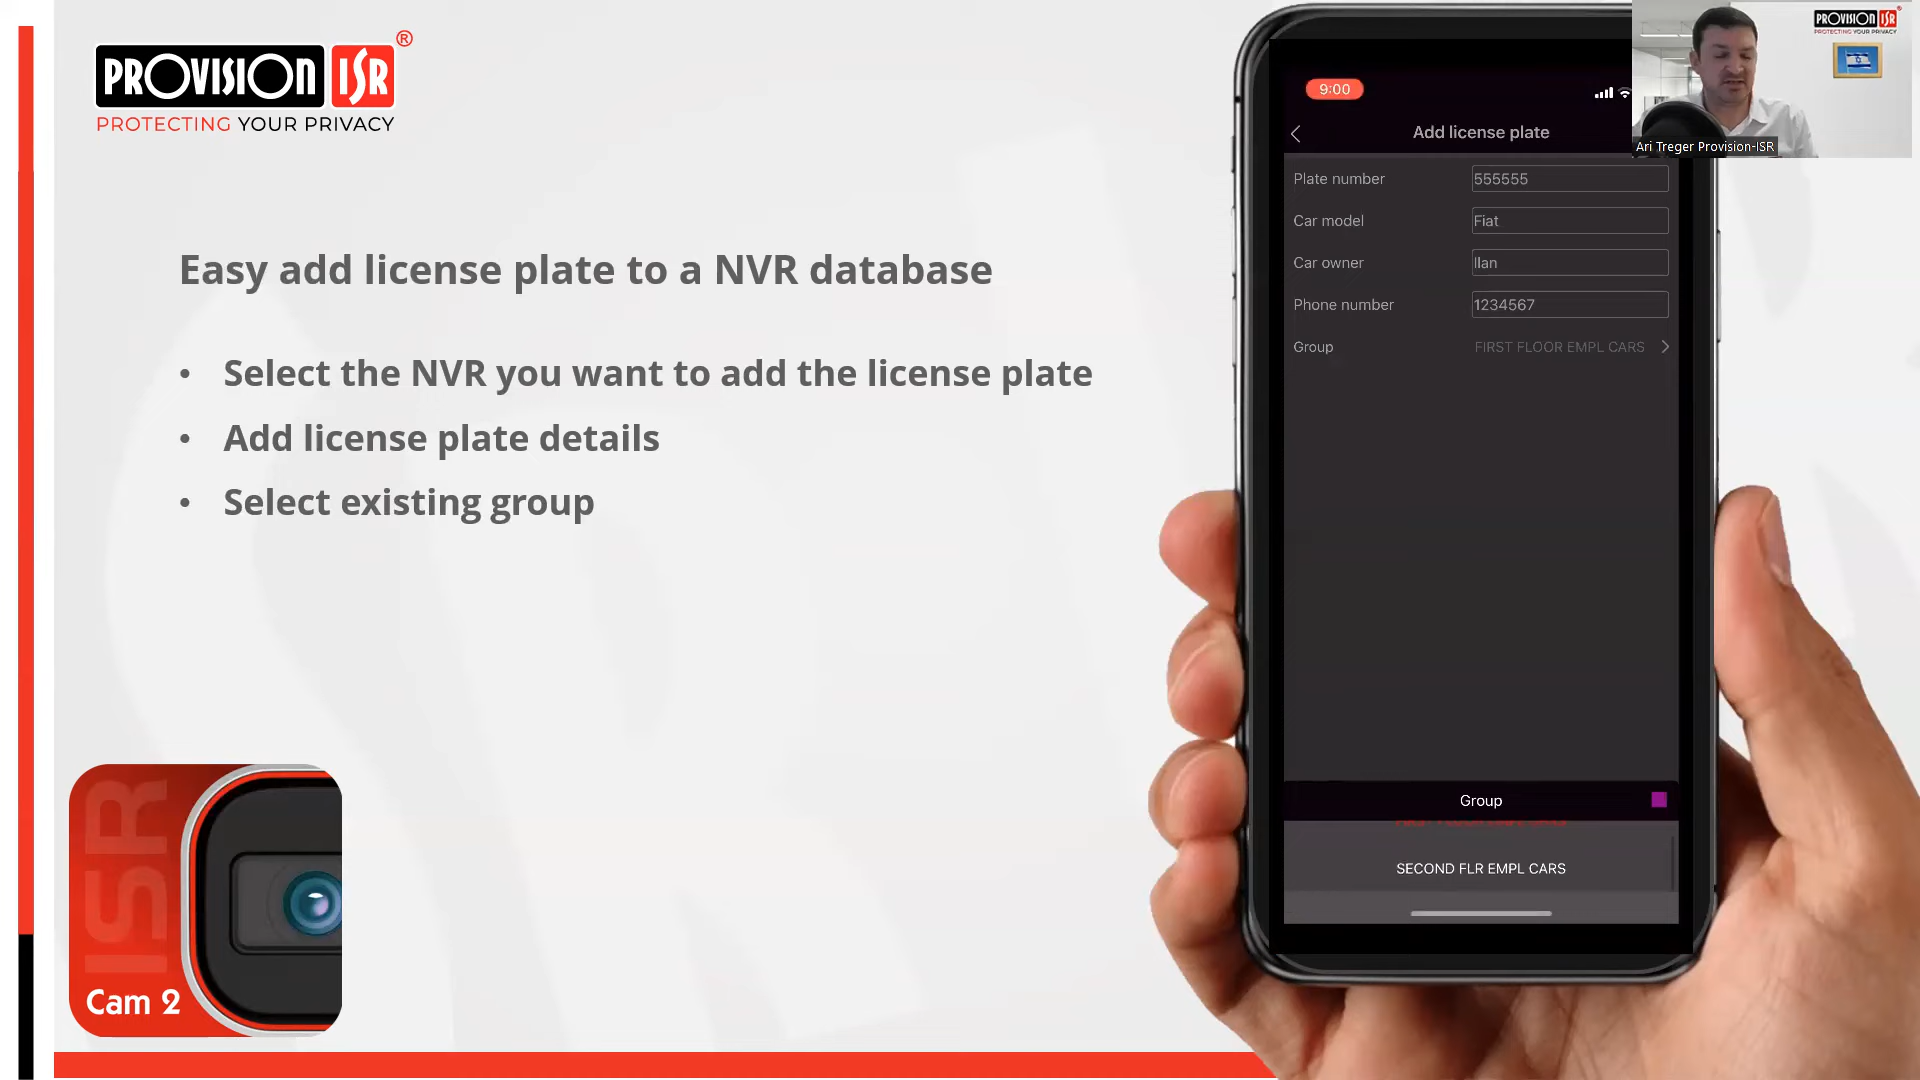 PROVISION ISR®
PROTECTING YOUR PRIVACY
Easy add license plate to a NVR database
• Select the NVR you want to add the license plate
• Add license plate details
• Select existing group
ISR
Cam 2
9:00
Add license plate
Plate number 555555
Car model Fiat
Car owner Ilan
Phone number 1234567
Group FIRST FLOOR EMPL CARS
Group
SECOND FLR EMPL CARS
PROVISION ISR®
PROTECTING YOUR PRIVACY
Ari Treger Provision-ISR